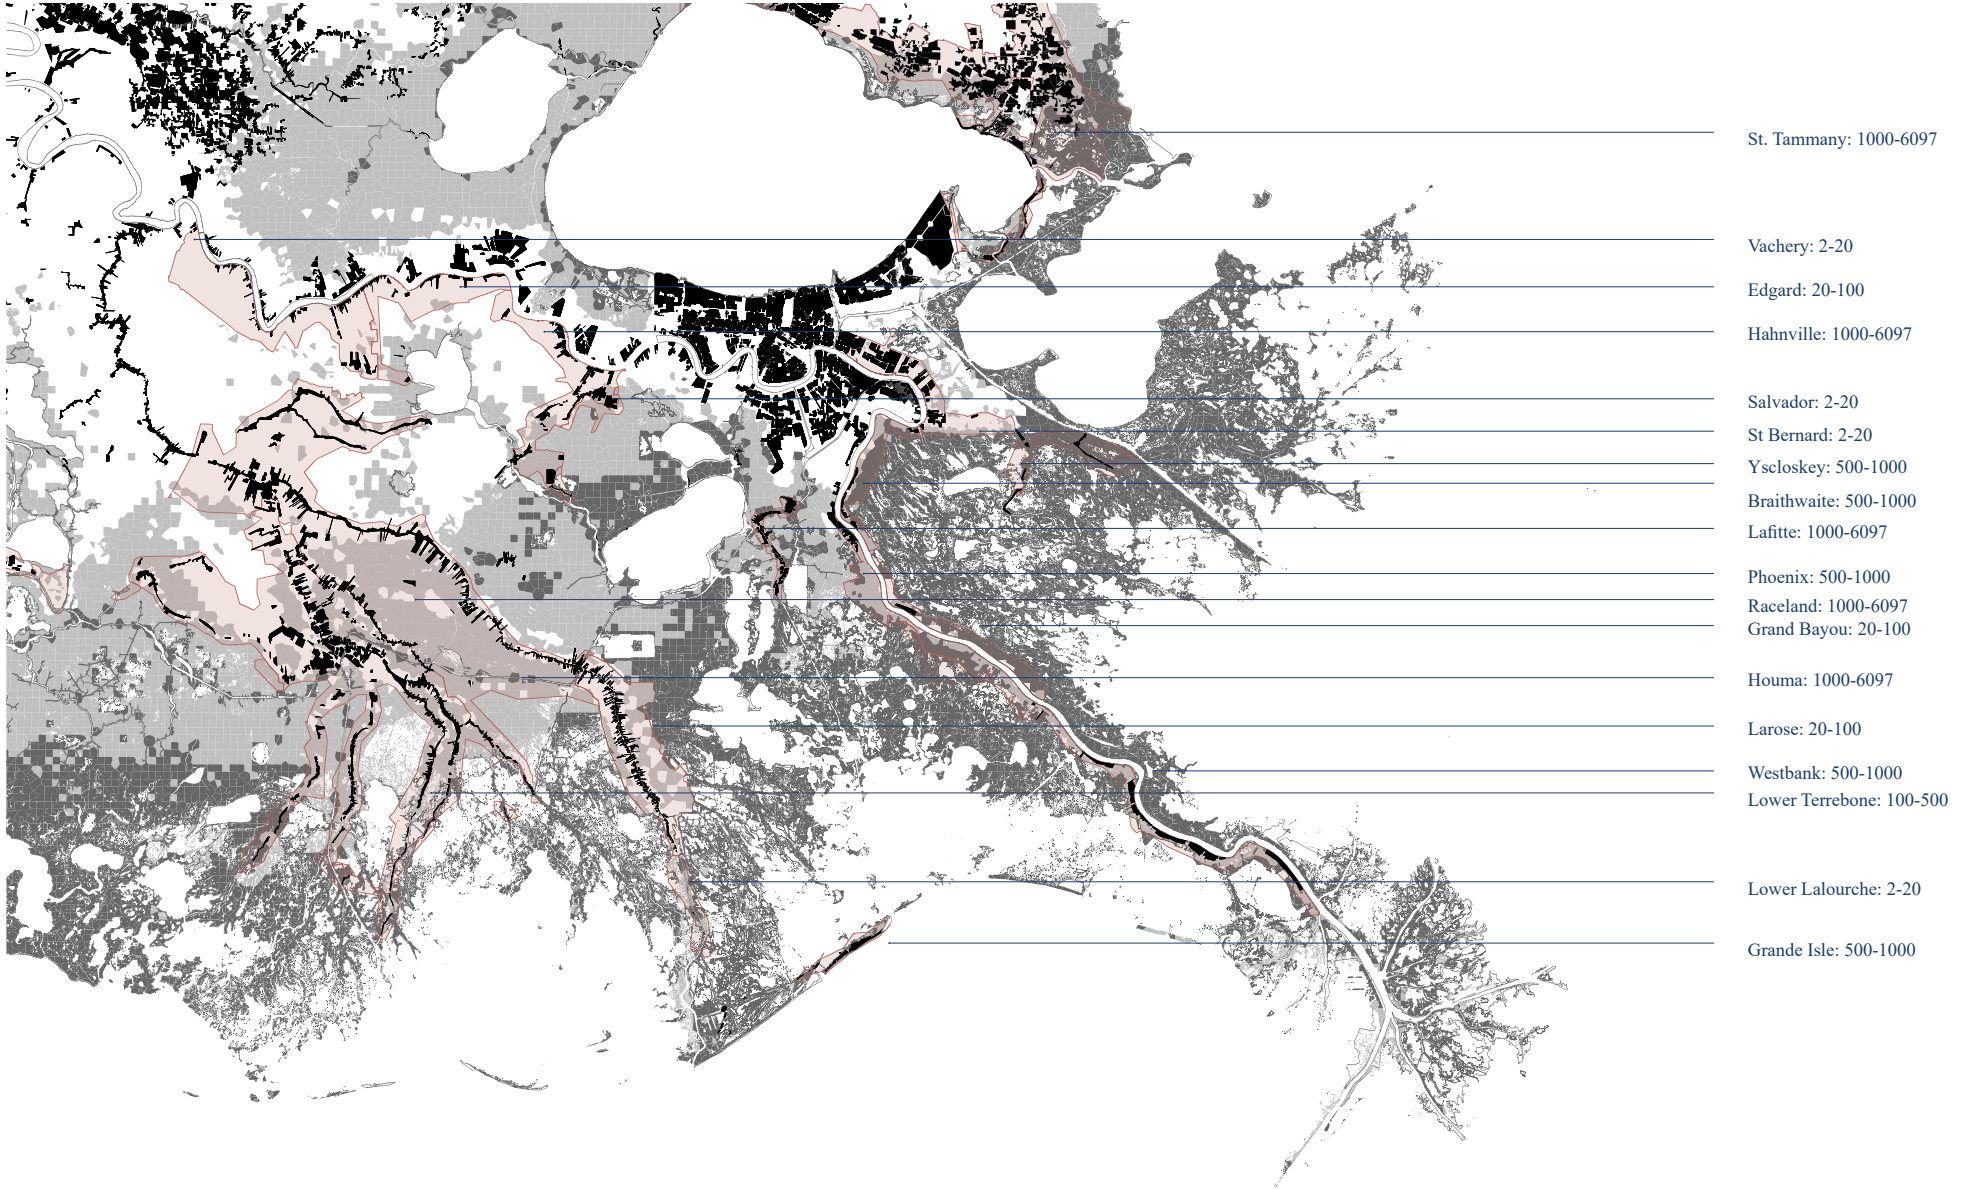 St. Tammany: 1000-6097
Vachery: 2-20
Edgard: 20-100
Hahnville: 1000-6097
Salvador: 2-20
St Bernard: 2-20
Yscloskey: 500-1000
Braithwaite: 500-1000
Lafitte: 1000-6097
Phoenix: 500-1000
Raceland: 1000-6097
Grand Bayou: 20-100
Houma: 1000-6097
Larose: 20-100
Westbank: 500-1000
Lower Terrebone: 100-500
Lower Lalourche: 2-20
Grande Isle: 500-1000